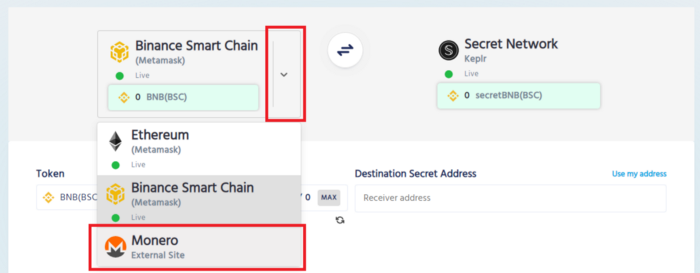 Binance Smart Chain
(Metamask)
Live
0 BNB(BSC)
Secret Network
Keplr
Live
0 secretBNB(BSC)
Ethereum
(Metamask)
Live
Binance Smart Chain
(Metamask)
Live
Monero
External Site
Token
BNB(BSC
/ 0 MAX
Destination Secret Address
Use my address
Receiver address